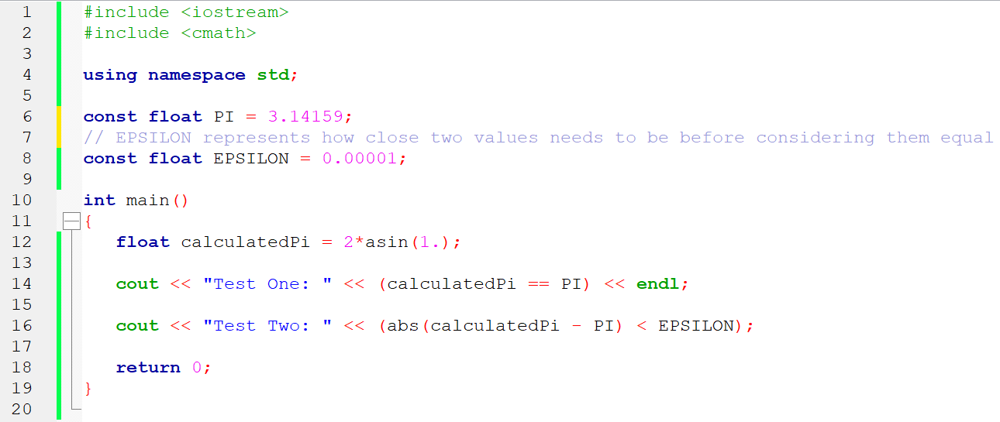 1 #include <iostream>
2 #include <cmath>
3
4 using namespace std;
5
6 const float PI = 3.14159;
7 // EPSILON represents how close two values needs to be before considering them equal
8 const float EPSILON = 0.00001;
9
10 int main()
11 {
12 float calculatedPi = 2*asin(1.);
13
14 cout << "Test One: " << (calculatedPi == PI) << endl;
15
16 cout << "Test Two: " << (abs(calculatedPi - PI) < EPSILON);
17
18 return 0;
19 }
20